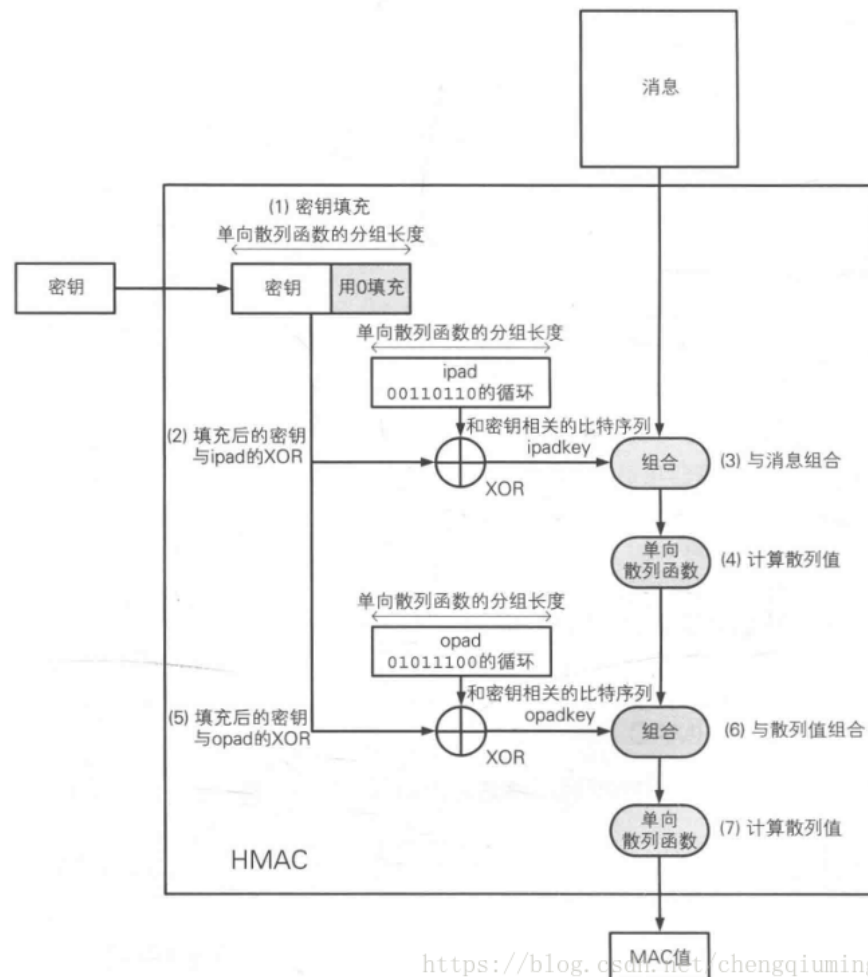 消息
(1) 密钥填充
单向散列函数的分组长度
密钥
密钥
用0填充
单向散列函数的分组长度
ipad
00110110的循环
(2) 填充后的密钥
与ipad的XOR
和密钥相关的比特序列
ipadkey
XOR
组合
(3) 与消息组合
单向
散列函数
(4) 计算散列值
单向散列函数的分组长度
opad
01011100的循环
(5) 填充后的密钥
与opad的XOR
和密钥相关的比特序列
opadkey
XOR
组合
(6) 与散列值组合
单向
散列函数
(7) 计算散列值
HMAC
MAC值
https://blog.csdn.net/chengqiuming